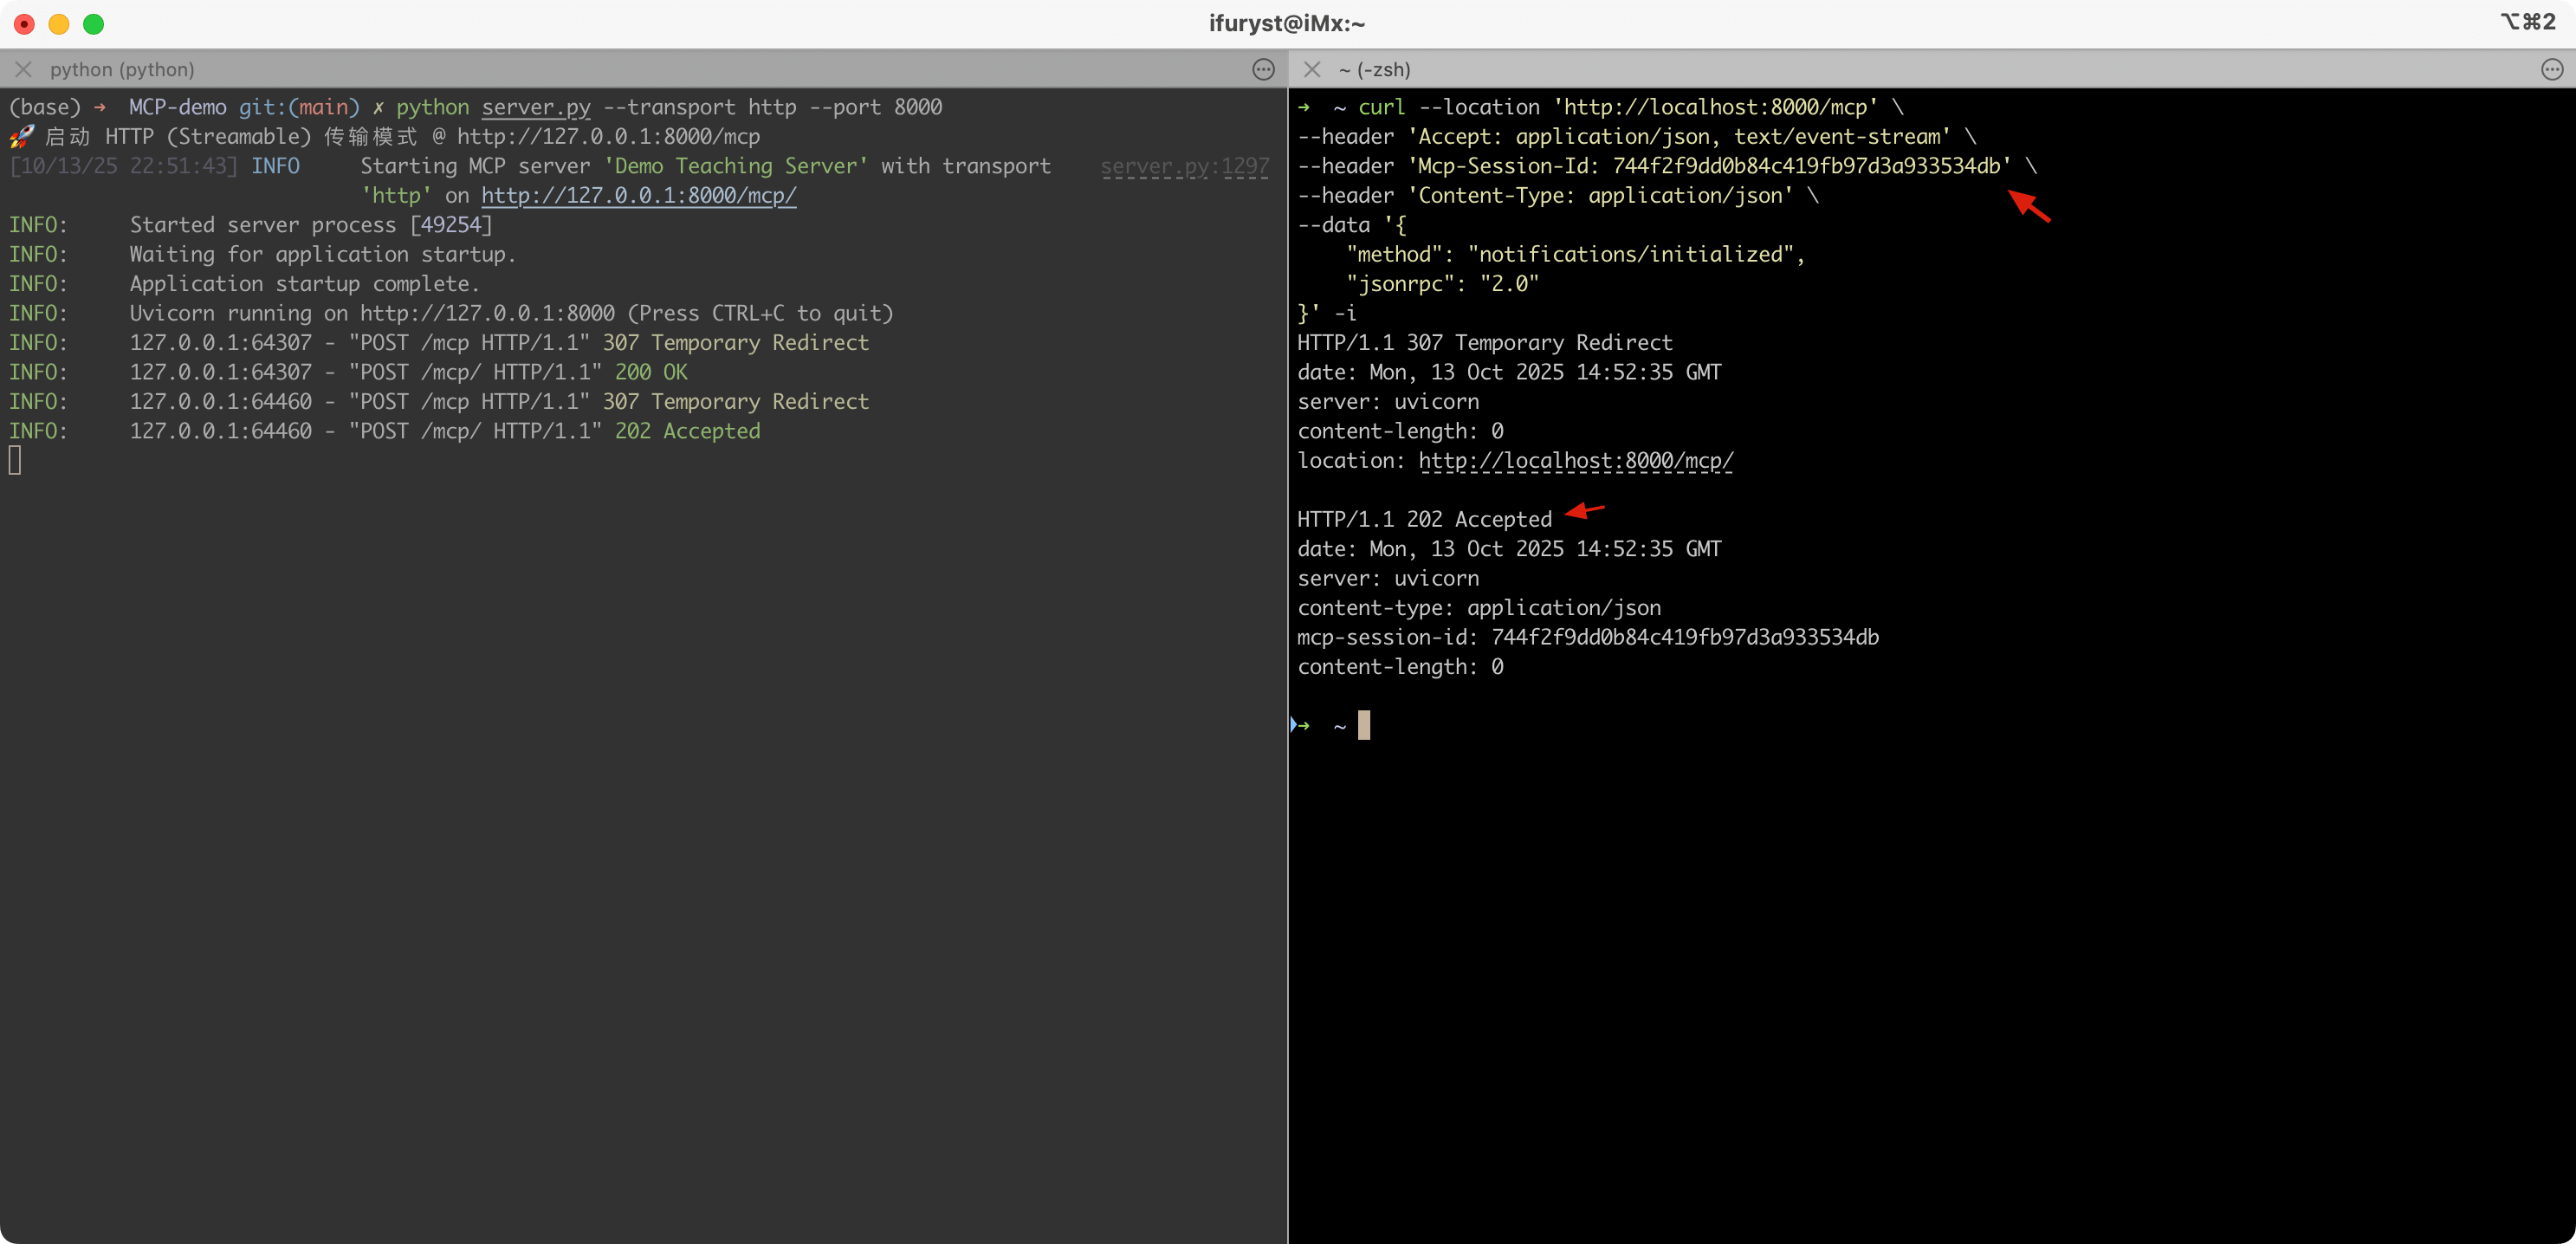 ifuryst@iMx:~
⌥⌘2
python (python)
(base) ➜  MCP-demo git:(main) ✗ python server.py --transport http --port 8000
🚀 启动 HTTP (Streamable) 传输模式 @ http://127.0.0.1:8000/mcp
[10/13/25 22:51:43] INFO     Starting MCP server 'Demo Teaching Server' with transport    server.py:1297
'http' on http://127.0.0.1:8000/mcp/
INFO:     Started server process [49254]
INFO:     Waiting for application startup.
INFO:     Application startup complete.
INFO:     Uvicorn running on http://127.0.0.1:8000 (Press CTRL+C to quit)
INFO:     127.0.0.1:64307 - "POST /mcp HTTP/1.1" 307 Temporary Redirect
INFO:     127.0.0.1:64307 - "POST /mcp/ HTTP/1.1" 200 OK
INFO:     127.0.0.1:64460 - "POST /mcp HTTP/1.1" 307 Temporary Redirect
INFO:     127.0.0.1:64460 - "POST /mcp/ HTTP/1.1" 202 Accepted
~ (-zsh)
➜  ~ curl --location 'http://localhost:8000/mcp' \
--header 'Accept: application/json, text/event-stream' \
--header 'Mcp-Session-Id: 744f2f9dd0b84c419fb97d3a933534db' \
--header 'Content-Type: application/json' \
--data '{
    "method": "notifications/initialized",
    "jsonrpc": "2.0"
}' -i
HTTP/1.1 307 Temporary Redirect
date: Mon, 13 Oct 2025 14:52:35 GMT
server: uvicorn
content-length: 0
location: http://localhost:8000/mcp/
HTTP/1.1 202 Accepted
date: Mon, 13 Oct 2025 14:52:35 GMT
server: uvicorn
content-type: application/json
mcp-session-id: 744f2f9dd0b84c419fb97d3a933534db
content-length: 0
➜  ~